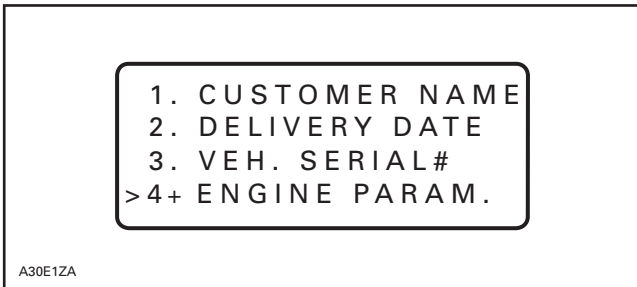 1. CUSTOMER NAME
2. DELIVERY DATE
3. VEH. SERIAL#
>4+ ENGINE PARAM.
A30E1ZA